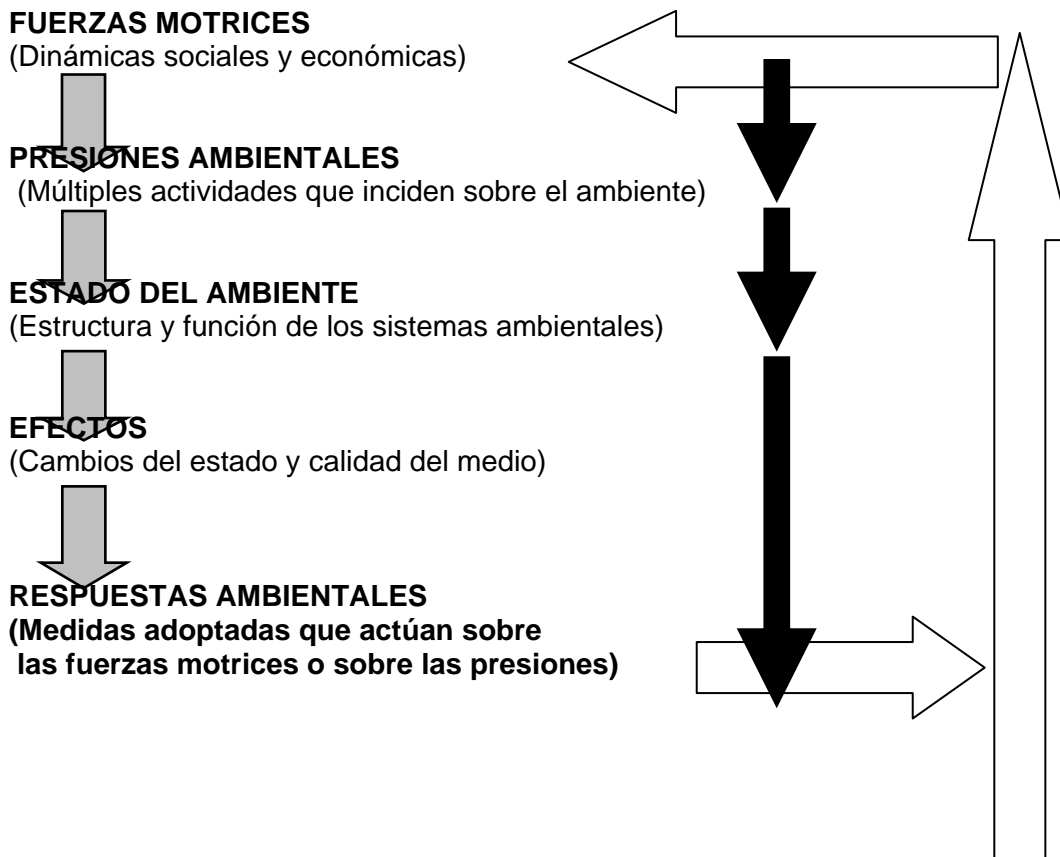 FUERZAS MOTRICES
(Dinámicas sociales y económicas)
PRESIONES AMBIENTALES
(Múltiples actividades que inciden sobre el ambiente)
ESTADO DEL AMBIENTE
(Estructura y función de los sistemas ambientales)
EFECTOS
(Cambios del estado y calidad del medio)
RESPUESTAS AMBIENTALES
(Medidas adoptadas que actúan sobre
las fuerzas motrices o sobre las presiones)